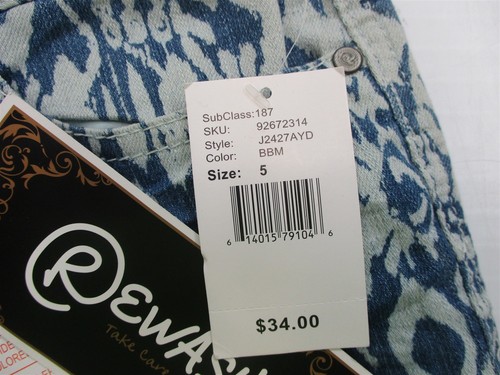 SubClass:187
SKU: 92672314
Style: J2427AYD
Color: BBM
Size: 5
6 14015 79104 6
$34.00
REWASH
Take Care